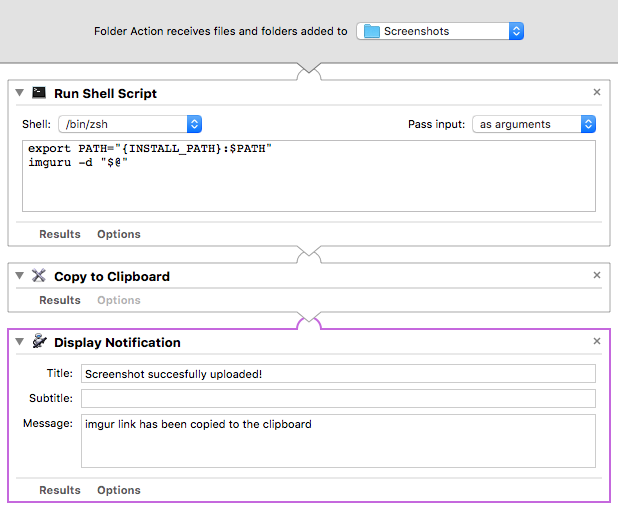 Folder Action receives files and folders added to Screenshots
Run Shell Script
Shell: /bin/zsh Pass input: as arguments
export PATH="{INSTALL_PATH}:$PATH"
imguru -d "$@"
Results Options
Copy to Clipboard
Results Options
Display Notification
Title: Screenshot succesfully uploaded!
Subtitle:
Message: imgur link has been copied to the clipboard
Results Options